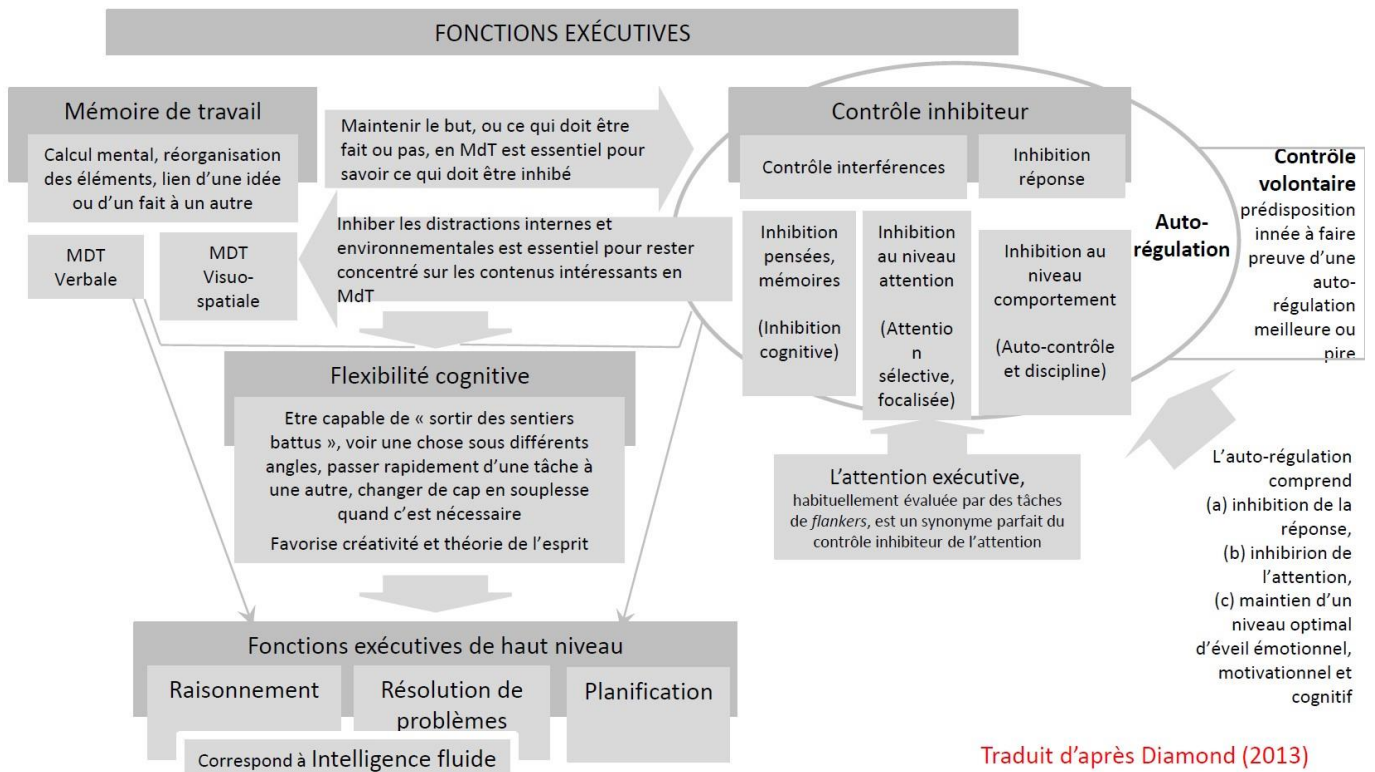 FONCTIONS EXÉCUTIVES
Mémoire de travail
Calcul mental, réorganisation
des éléments, lien d'une idée
ou d'un fait à un autre
MDT
Verbale
MDT
Visuo-
spatiale
Maintenir le but, ou ce qui doit être
fait ou pas, en MdT est essentiel pour
savoir ce qui doit être inhibé
Inhiber les distractions internes et
environnementales est essentiel pour rester
concentré sur les contenus intéressants en
MdT
Contrôle inhibiteur
Contrôle interférences
Inhibition
réponse
Inhibition
pensées,
mémoires
(Inhibition
cognitive)
Inhibition
au niveau
attention
(Attentio
n
sélective,
focalisée)
Inhibition au
niveau
comportement
(Auto-contrôle
et discipline)
Auto-
régulation
Contrôle
volontaire
prédisposition
innée à faire
preuve d'une
auto-
régulation
meilleure ou
pire
Flexibilité cognitive
Etre capable de « sortir des sentiers
battus », voir une chose sous différents
angles, passer rapidement d'une tâche à
une autre, changer de cap en souplesse
quand c'est nécessaire
Favorise créativité et théorie de l'esprit
L'attention exécutive,
habituellement évaluée par des tâches
de flankers, est un synonyme parfait du
contrôle inhibiteur de l'attention
L'auto-régulation
comprend
(a) inhibition de la
réponse,
(b) inhibirion de
l'attention,
(c) maintien d'un
niveau optimal
d'éveil émotionnel,
motivationnel et
cognitif
Fonctions exécutives de haut niveau
Raisonnement
Résolution de
problèmes
Planification
Correspond à Intelligence fluide
Traduit d'après Diamond (2013)